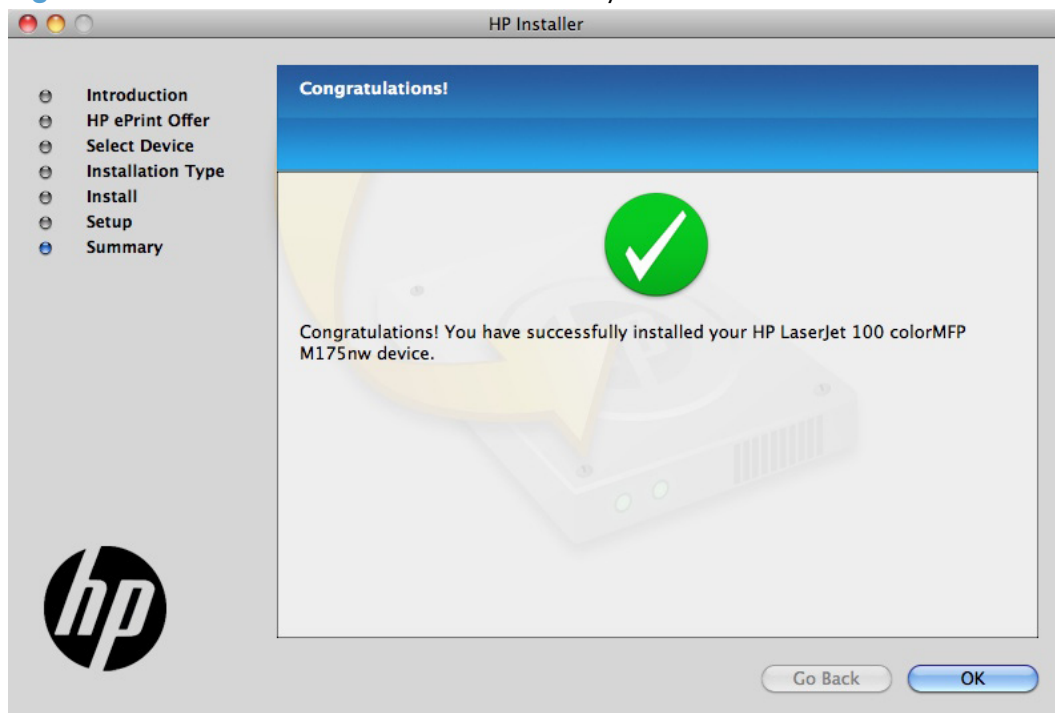 HP Installer
Introduction
HP ePrint Offer
Select Device
Installation Type
Install
Setup
Summary
Congratulations!
Congratulations! You have successfully installed your HP LaserJet 100 colorMFP
M175nw device.
hp
Go Back
OK